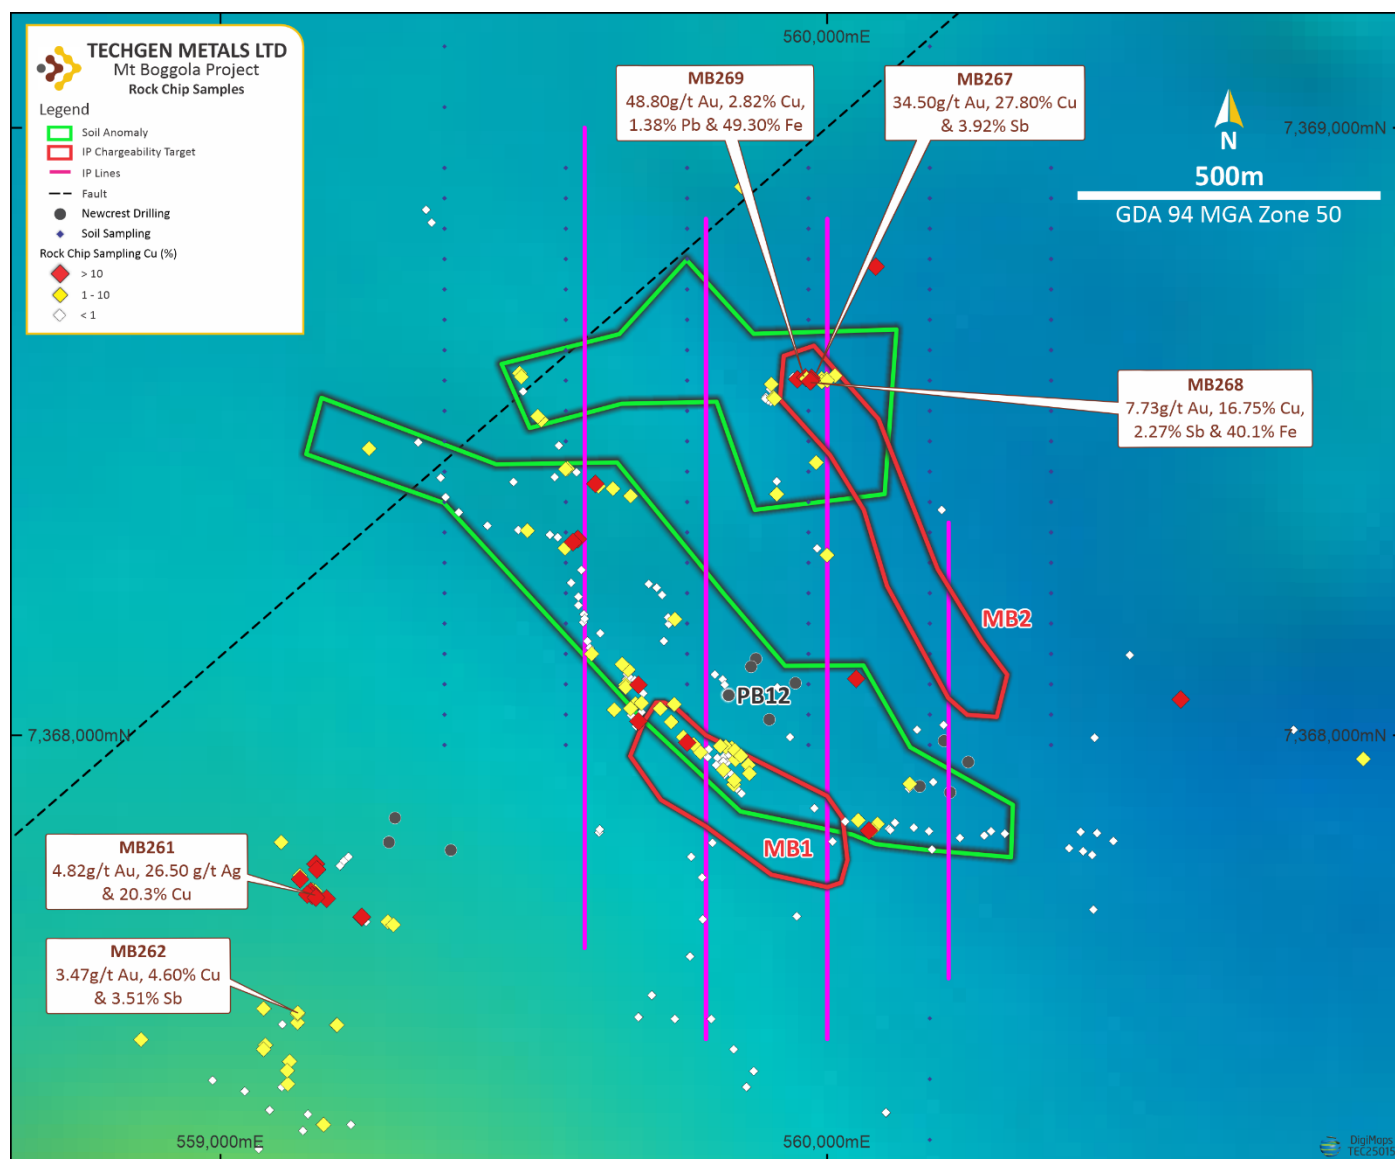 TECHGEN METALS LTD
Mt Boggola Project
Rock Chip Samples
Legend
Soil Anomaly
IP Chargeability Target
IP Lines
Fault
Newcrest Drilling
Soil Sampling
Rock Chip Sampling Cu (%)
> 10
1 - 10
< 1
560,000mE
MB269
48.80g/t Au, 2.82% Cu,
1.38% Pb & 49.30% Fe
MB267
34.50g/t Au, 27.80% Cu
& 3.92% Sb
N
7,369,000mN
500m
GDA 94 MGA Zone 50
MB268
7.73g/t Au, 16.75% Cu,
2.27% Sb & 40.1% Fe
MB2
PB12
7,368,000mN
7,368,000mN
MB1
MB261
4.82g/t Au, 26.50 g/t Ag
& 20.3% Cu
MB262
3.47g/t Au, 4.60% Cu
& 3.51% Sb
559,000mE
560,000mE
DigiMaps
TEC25015